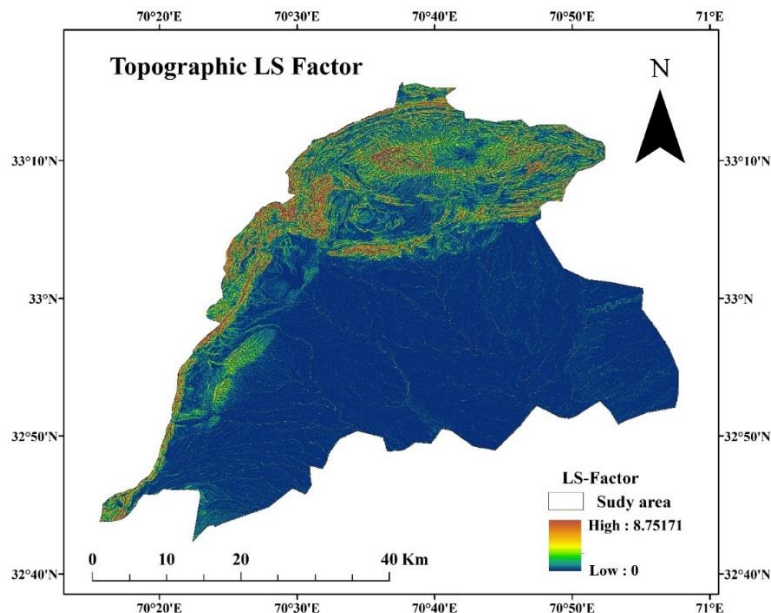 70°20'E 70°30'E 70°40'E 70°50'E 71°E
Topographic LS Factor
N
33°10'N 33°10'N
33°N 33°N
32°50'N 32°50'N
LS-Factor
Sudy area
High : 8.75171
Low : 0
0 10 20 40 Km
32°40'N 32°40'N
70°20'E 70°30'E 70°40'E 70°50'E 71°E